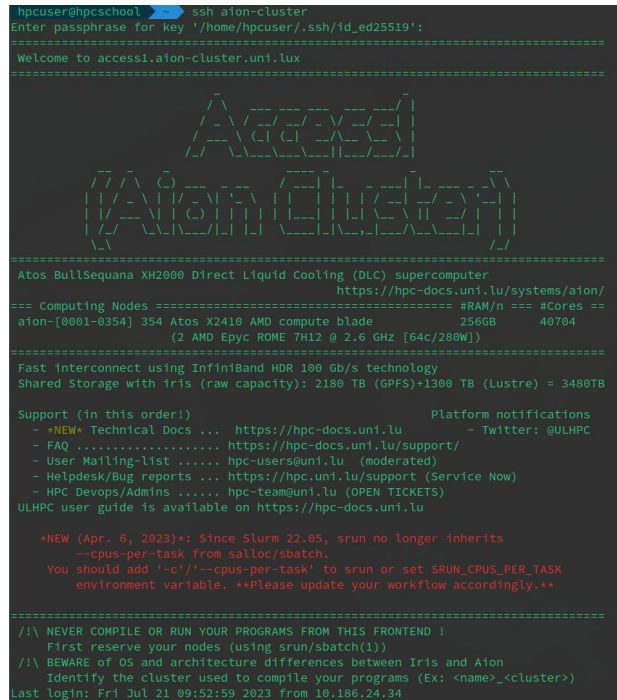 hpcuser@hpcschool ~ ssh aion-cluster
Enter passphrase for key '/home/hpcuser/.ssh/id_ed25519':
Welcome to access1.aion-cluster.uni.lux
Access1
(Aion Cluster)
Atos BullSequana XH2000 Direct Liquid Cooling (DLC) supercomputer
https://hpc-docs.uni.lu/systems/aion/
=== Computing Nodes ========================================= #RAM/n === #Cores ==
aion-[0001-0354] 354 Atos X2410 AMD compute blade 256GB 40704
(2 AMD Epyc ROME 7H12 @ 2.6 GHz [64c/280W])
Fast interconnect using InfiniBand HDR 100 Gb/s technology
Shared Storage with iris (raw capacity): 2180 TB (GPFS)+1300 TB (Lustre) = 3480TB
Support (in this order!) Platform notifications
- *NEW* Technical Docs ... https://hpc-docs.uni.lu - Twitter: @ULHPC
- FAQ .................... https://hpc-docs.uni.lu/support/
- User Mailing-list ...... hpc-users@uni.lu (moderated)
- Helpdesk/Bug reports ... https://hpc.uni.lu/support (Service Now)
- HPC Devops/Admins ...... hpc-team@uni.lu (OPEN TICKETS)
ULHPC user guide is available on https://hpc-docs.uni.lu
*NEW (Apr. 6, 2023)*: Since Slurm 22.05, srun no longer inherits
--cpus-per-task from salloc/sbatch.
You should add '-c'/'--cpus-per-task' to srun or set SRUN_CPUS_PER_TASK
environment variable. **Please update your workflow accordingly.**
/!\ NEVER COMPILE OR RUN YOUR PROGRAMS FROM THIS FRONTEND !
First reserve your nodes (using srun/sbatch(1))
/!\ BEWARE of OS and architecture differences between Iris and Aion
Identify the cluster used to compile your programs (Ex: <name>_<cluster>)
Last login: Fri Jul 21 09:52:59 2023 from 10.186.24.34